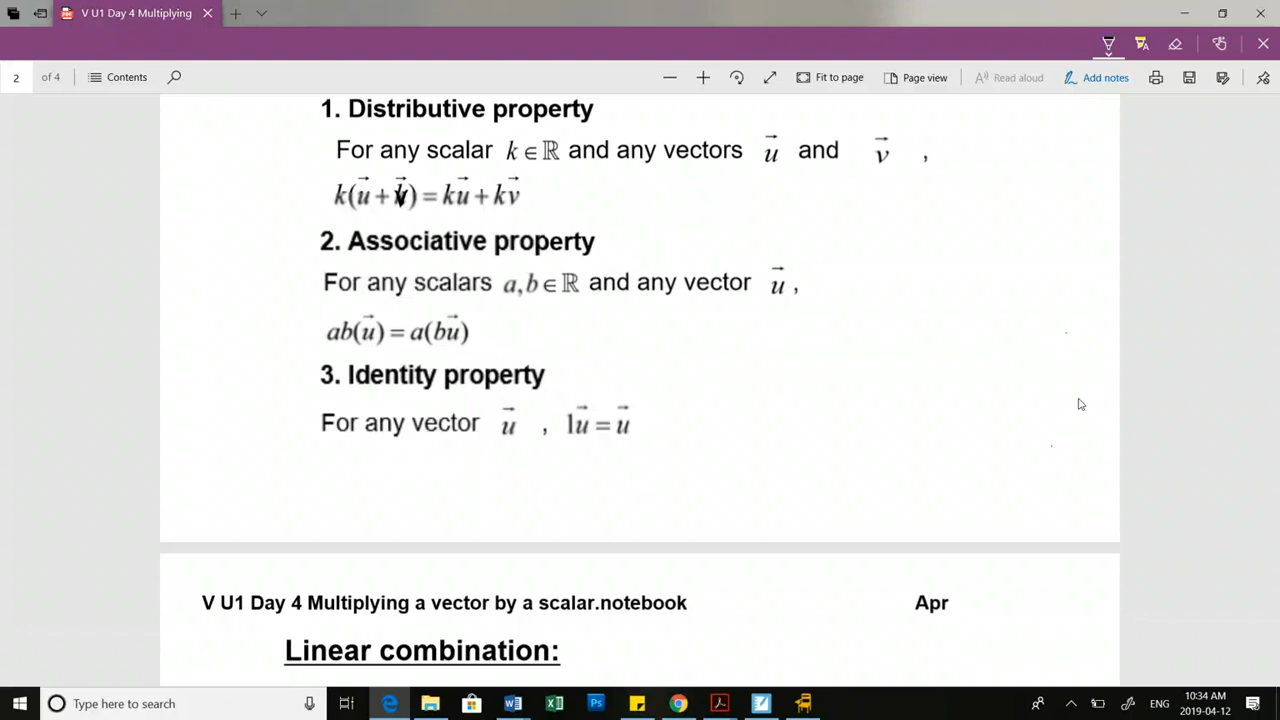 V U1 Day 4 Multiplying
2 of 4 Contents Fit to page Page view Read aloud Add notes
1. Distributive property
For any scalar k ∈ ℝ and any vectors u⃗ and v⃗ ,
k(u⃗ + v⃗) = ku⃗ + kv⃗
2. Associative property
For any scalars a, b ∈ ℝ and any vector u⃗ ,
ab(u⃗) = a(bu⃗)
3. Identity property
For any vector u⃗ , 1u⃗ = u⃗
V U1 Day 4 Multiplying a vector by a scalar.notebook Apr
Linear combination:
Type here to search ENG 10:34 AM
2019-04-12